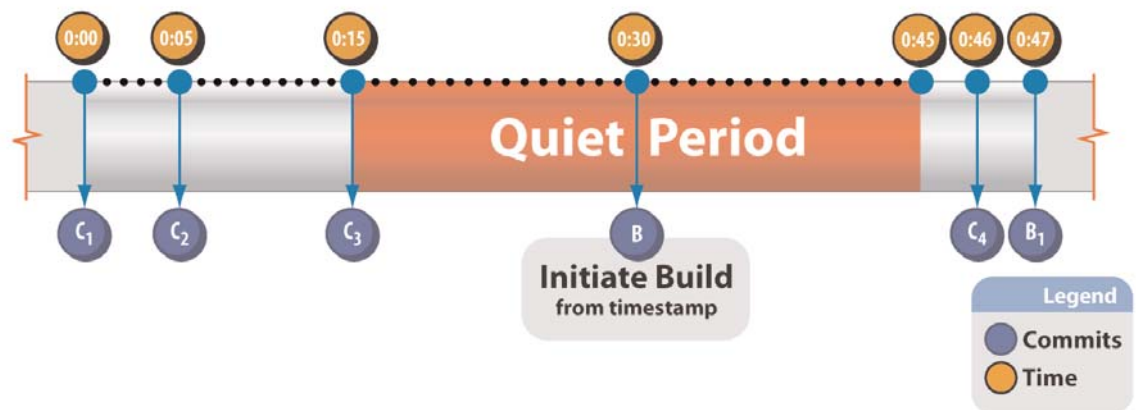 0:00 0:05 0:15 0:30 0:45 0:46 0:47
Quiet Period
C1 C2 C3 B C4 B1
Initiate Build
from timestamp
Legend
Commits
Time